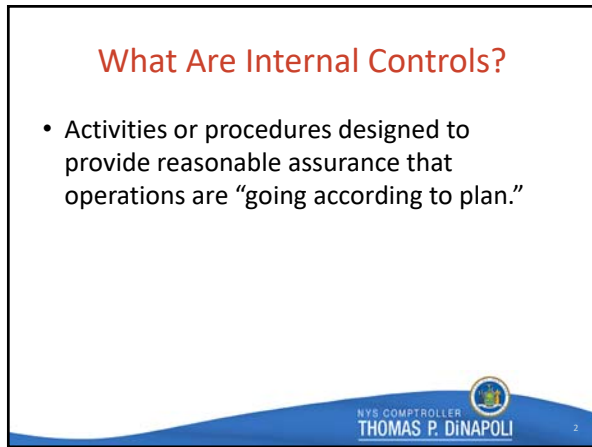 What Are Internal Controls?
• Activities or procedures designed to
provide reasonable assurance that
operations are “going according to plan.”
NYS COMPTROLLER
THOMAS P. DiNAPOLI
2